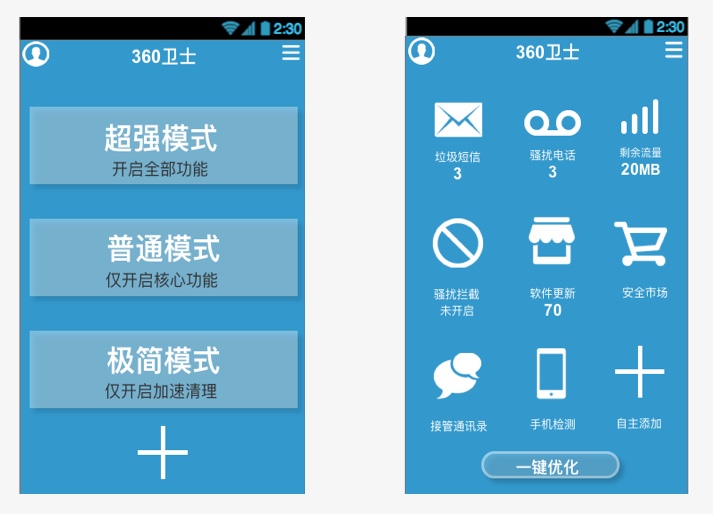 2:30
360卫士
超强模式
开启全部功能
普通模式
仅开启核心功能
极简模式
仅开启加速清理
2:30
360卫士
垃圾短信
3
骚扰电话
3
剩余流量
20MB
骚扰拦截
未开启
软件更新
70
安全市场
接管通讯录
手机检测
自主添加
一键优化